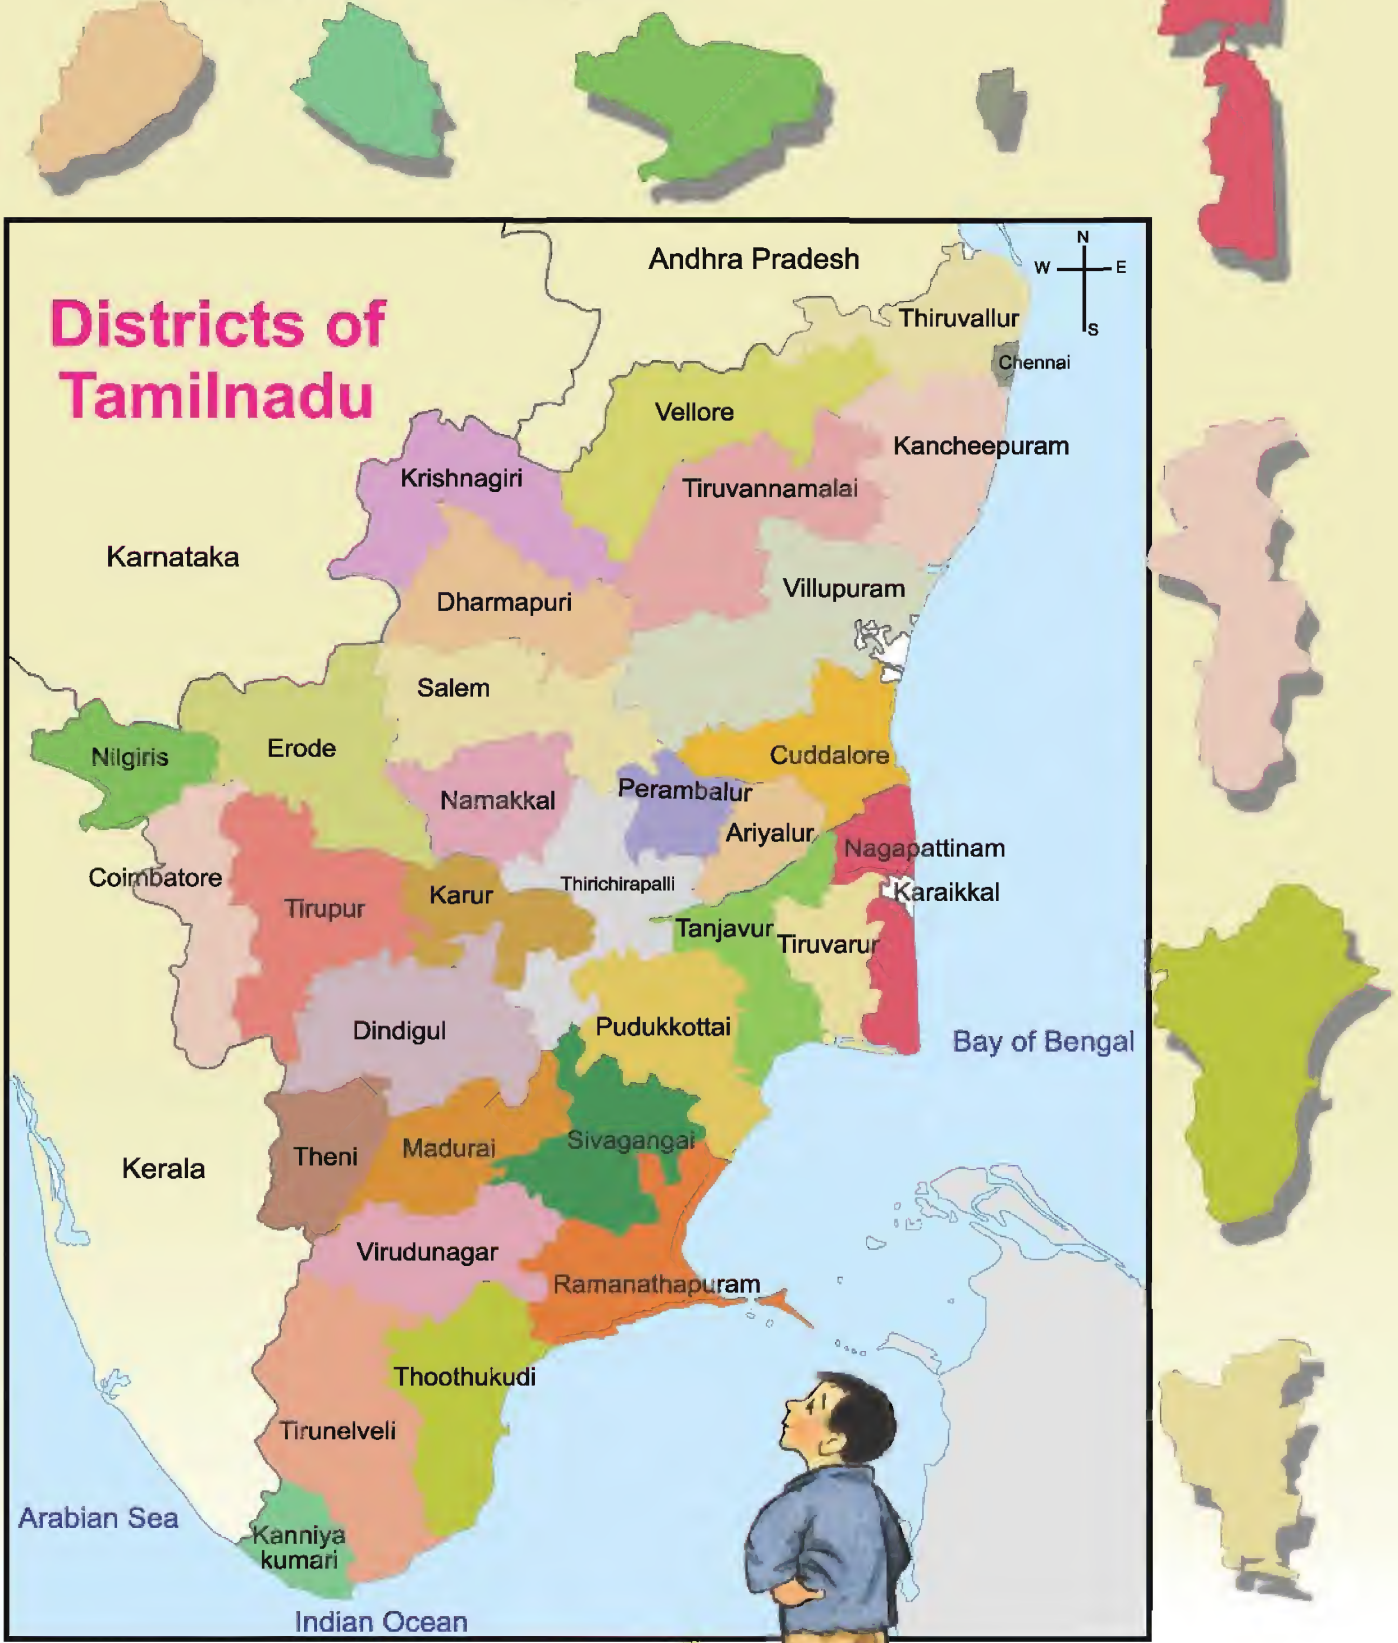 Districts of
Tamilnadu
Andhra Pradesh
N
W E
S
Thiruvallur
Chennai
Vellore
Kancheepuram
Krishnagiri
Tiruvannamalai
Karnataka
Villupuram
Dharmapuri
Salem
Nilgiris
Erode
Cuddalore
Namakkal
Perambalur
Ariyalur
Nagapattinam
Coimbatore
Thirichirapalli
Karaikkal
Karur
Tirupur
Tanjavur
Tiruvarur
Dindigul
Pudukkottai
Bay of Bengal
Sivagangai
Madurai
Theni
Kerala
Virudunagar
Ramanathapuram
Thoothukudi
Tirunelveli
Arabian Sea
Kanniya
kumari
Indian Ocean